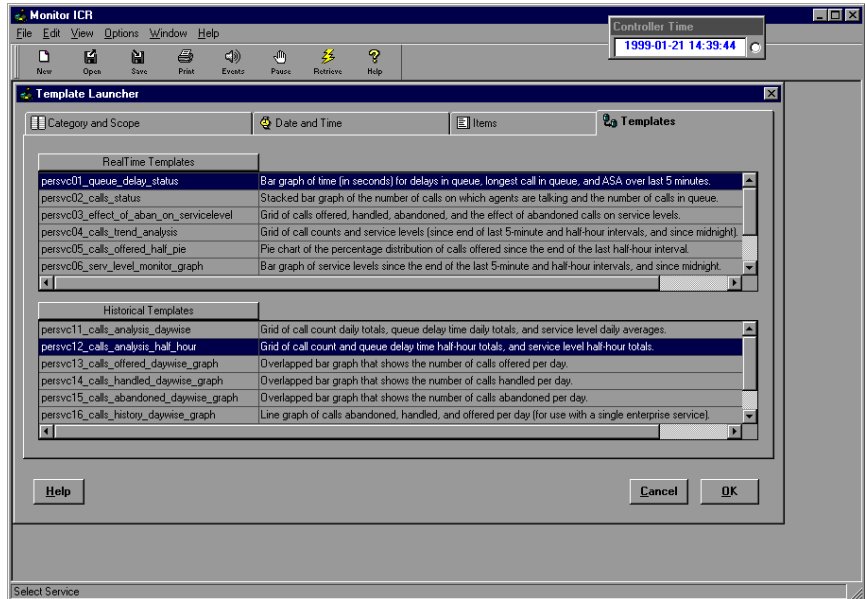 Monitor ICR
File Edit View Options Window Help
Controller Time
1999-01-21 14:39:44
New Open Save Print Events Pause Retrieve Help
Template Launcher
Category and Scope Date and Time Items Templates
RealTime Templates
persvc01_queue_delay_status Bar graph of time (in seconds) for delays in queue, longest call in queue, and ASA over last 5 minutes.
persvc02_calls_status Stacked bar graph of the number of calls on which agents are talking and the number of calls in queue.
persvc03_effect_of_aban_on_servicelevel Grid of calls offered, handled, abandoned, and the effect of abandoned calls on service levels.
persvc04_calls_trend_analysis Grid of call counts and service levels (since end of last 5-minute and half-hour intervals, and since midnight).
persvc05_calls_offered_half_pie Pie chart of the percentage distribution of calls offered since the end of the last half-hour interval.
persvc06_serv_level_monitor_graph Bar graph of service levels since the end of the last 5-minute and half-hour intervals, and since midnight.
Historical Templates
persvc11_calls_analysis_daywise Grid of call count daily totals, queue delay time daily totals, and service level daily averages.
persvc12_calls_analysis_half_hour Grid of call count and queue delay time half-hour totals, and service level half-hour totals.
persvc13_calls_offered_daywise_graph Overlapped bar graph that shows the number of calls offered per day.
persvc14_calls_handled_daywise_graph Overlapped bar graph that shows the number of calls handled per day.
persvc15_calls_abandoned_daywise_graph Overlapped bar graph that shows the number of calls abandoned per day.
persvc16_calls_history_daywise_graph Line graph of calls abandoned, handled, and offered per day (for use with a single enterprise service).
Help Cancel OK
Select Service